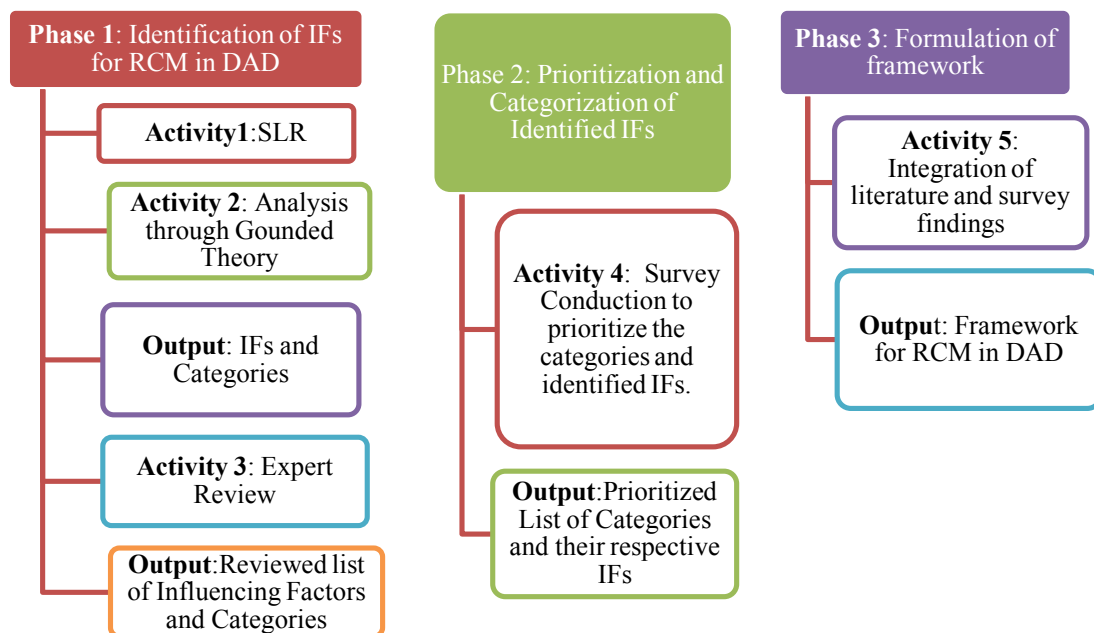 Phase 1: Identification of IFs
for RCM in DAD
Activity1:SLR
Activity 2: Analysis
through Gounded
Theory
Output: IFs and
Categories
Activity 3: Expert
Review
Output:Reviewed list
of Influencing Factors
and Categories
Phase 2: Prioritization and
Categorization of
Identified IFs
Activity 4: Survey
Conduction to
prioritize the
categories and
identified IFs.
Output:Prioritized
List of Categories
and their respective
IFs
Phase 3: Formulation of
framework
Activity 5:
Integration of
literature and survey
findings
Output: Framework
for RCM in DAD